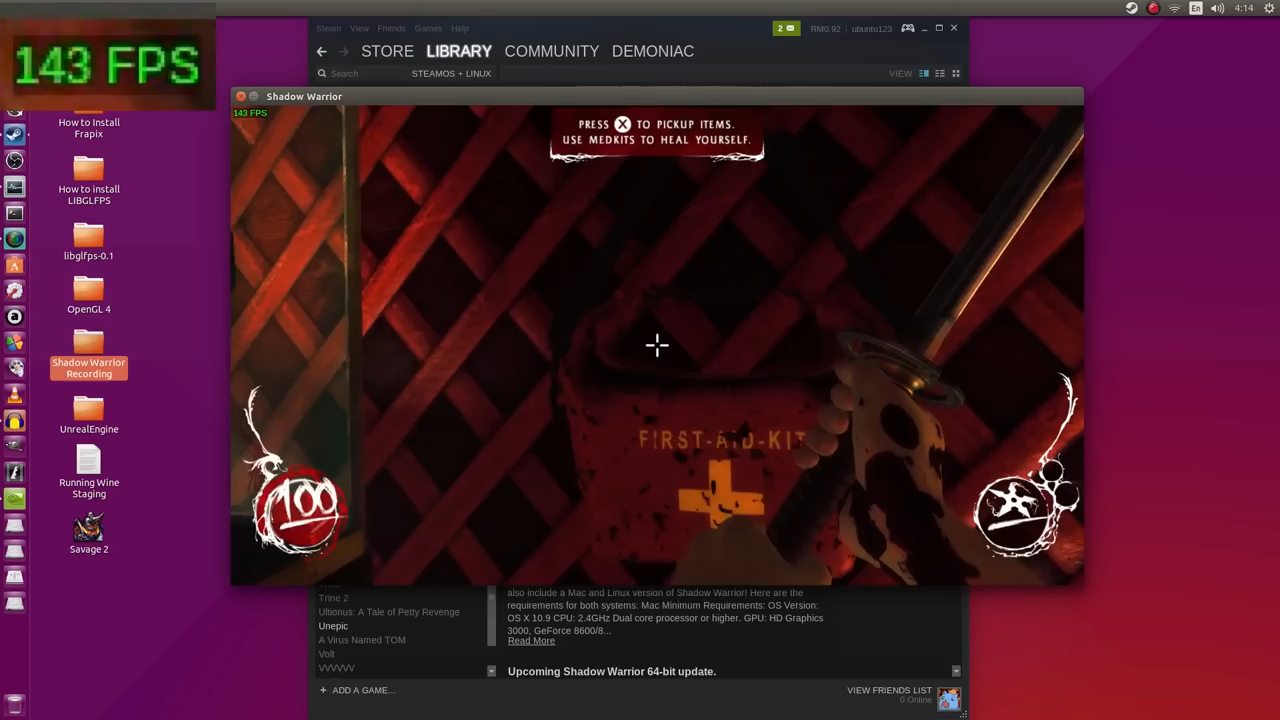 143 FPS
Steam View Friends Games Help
2
RM0.92
ubuntu123
En
4:14
STORE LIBRARY COMMUNITY DEMONIAC
Search
STEAMOS + LINUX
VIEW
Shadow Warrior
143 FPS
PRESS X TO PICKUP ITEMS.
USE MEDKITS TO HEAL YOURSELF.
FIRST-AID-KIT
100
How to Install
Frapix
How to install
LIBGLFPS
libglfps-0.1
OpenGL 4
Shadow Warrior
Recording
UnrealEngine
Running Wine
Staging
Savage 2
Trine 2
Ultionus: A Tale of Petty Revenge
Unepic
A Virus Named TOM
Volt
VVVVVV
also include a Mac and Linux version of Shadow Warrior! Here are the
requirements for both systems: Mac Minimum Requirements: OS Version:
OS X 10.9 CPU: 2.4GHz Dual core processor or higher. GPU: HD Graphics
3000, GeForce 8600/8...
Read More
Upcoming Shadow Warrior 64-bit update.
+ ADD A GAME...
VIEW FRIENDS LIST
0 Online